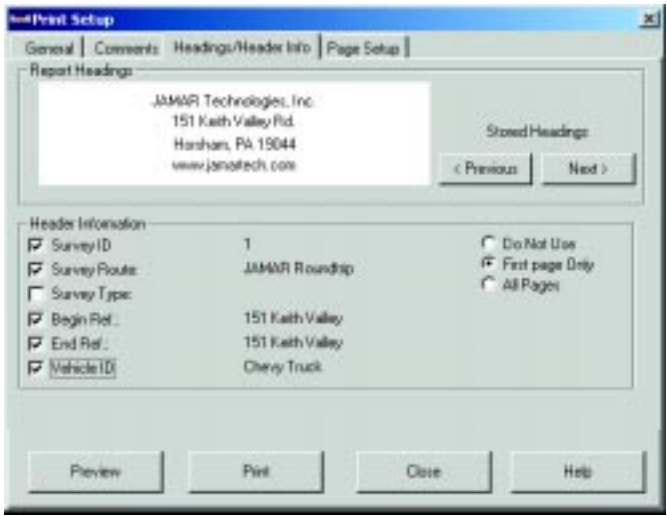 Print Setup
General Comments Headings/Header Info Page Setup
Report Headings
JAMAR Technologies, Inc.
151 Keith Valley Rd.
Horsham, PA 19044
www.jamartech.com
Stored Headings
< Previous Next >
Header Information
Survey ID 1
Survey Route: JAMAR Roundtrip
Survey Type:
Begin Ref.: 151 Keith Valley
End Ref.: 151 Keith Valley
Vehicle ID Chevy Truck
Do Not Use
First page Only
All Pages
Preview Print Close Help